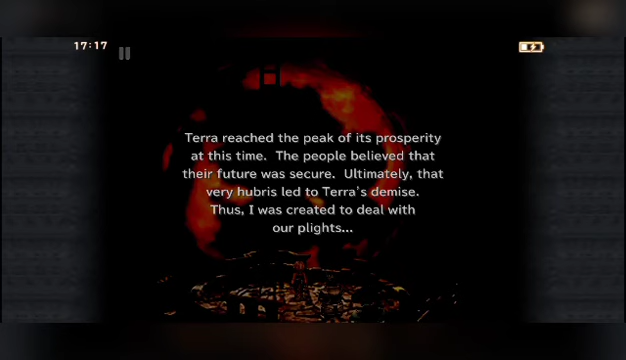 17:17
Terra reached the peak of its prosperity
at this time. The people believed that
their future was secure. Ultimately, that
very hubris led to Terra's demise.
Thus, I was created to deal with
our plights...